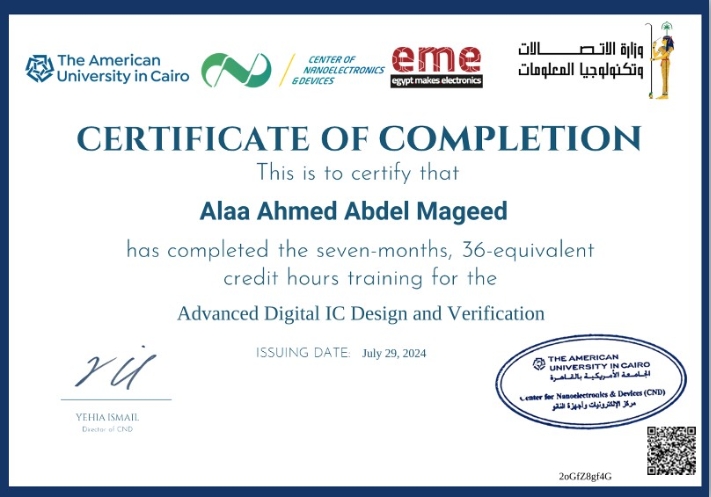 The American
University in Cairo
CENTER OF
NANOELECTRONICS
& DEVICES
eme
egypt makes electronics
وزارة الاتصالات
وتكنولوجيا المعلومات
CERTIFICATE OF COMPLETION
This is to certify that
Alaa Ahmed Abdel Mageed
has completed the seven-months, 36-equivalent
credit hours training for the
Advanced Digital IC Design and Verification
ISSUING DATE: July 29, 2024
YEHIA ISMAIL
Director of CND
THE AMERICAN
UNIVERSITY IN CAIRO
الجامعة الأمريكية بالقاهرة
Center for Nanoelectronics & Devices (CND)
مركز الإلكترونيات وأجهزة النانو
2oGfZ8gf4G